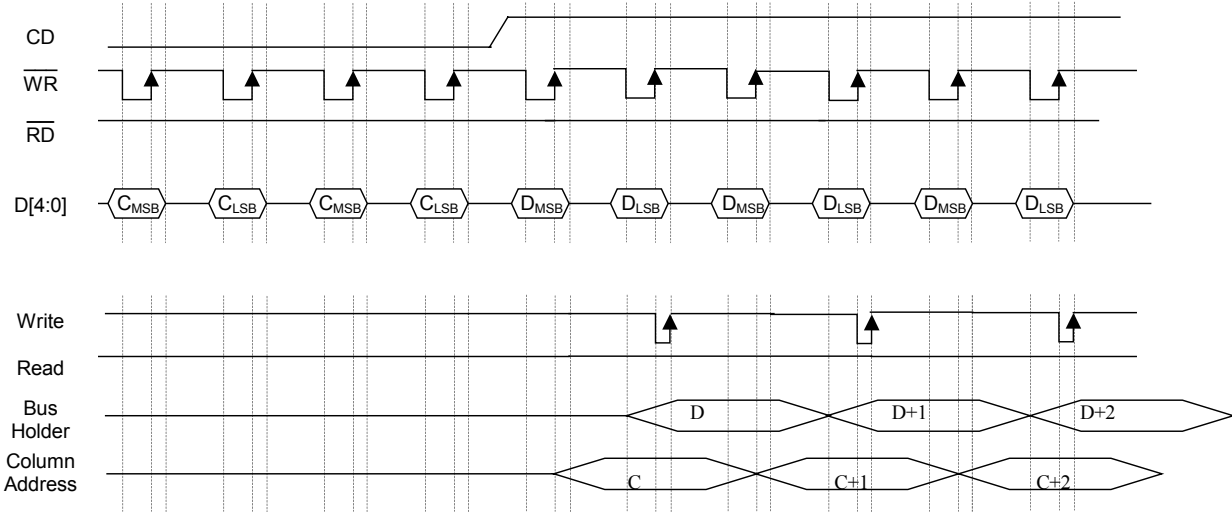 CD
WR
RD
D[4:0] CMSB CLSB CMSB CLSB DMSB DLSB DMSB DLSB DMSB DLSB
Write
Read
Bus
Holder
D D+1 D+2
Column
Address
C C+1 C+2